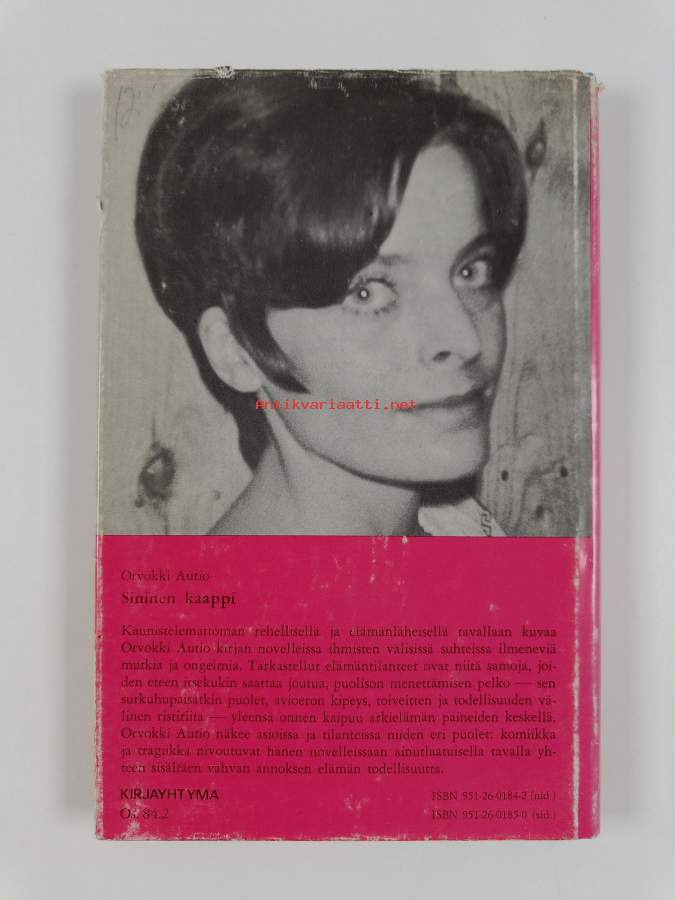 12,-
Antikvariaatti.net
Orvokki Autio
Sininen kaappi
Kaunistelemattoman rehellisellä ja elämänläheisellä tavallaan kuvaa
Orvokki Autio kirjan novelleissa ihmisten välisissä suhteissa ilmeneviä
mutkia ja ongelmia. Tarkastellut elämäntilanteet ovat niitä samoja, joi-
den eteen itsekukin saattaa joutua, puolison menettämisen pelko — sen
surkuhupaisatkin puolet, avioeron kipeys, toiveitten ja todellisuuden vä-
linen ristiriita — yleensä onnen kaipuu arkielämän paineiden keskellä.
Orvokki Autio näkee asioissa ja tilanteissa niiden eri puolet: komiikka
ja tragiikka nivoutuvat hänen novelleissaan ainutlaatuisella tavalla yh-
teen sisältäen vahvan annoksen elämän todellisuutta.
KIRJAYHTYMÄ
ISBN 951-26-0184-2 (nid.)
O. 84.2
ISBN 951-26-0185-0 (sid.)